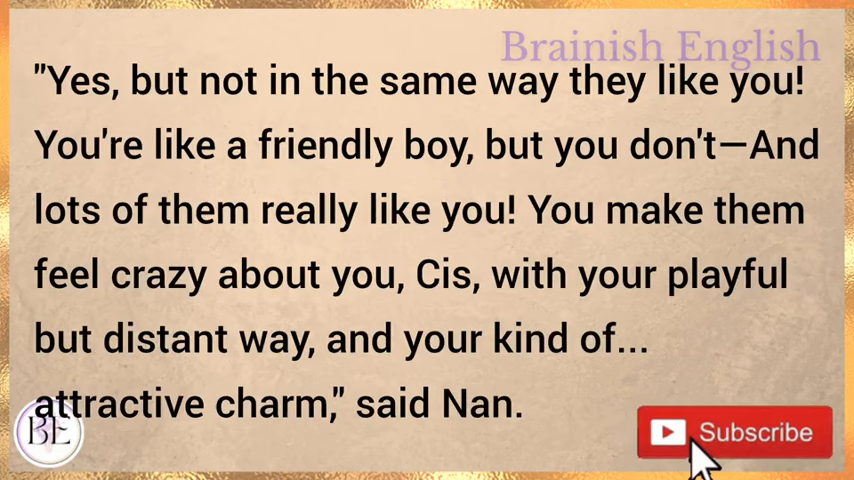 Brainish English
"Yes, but not in the same way they like you!
You're like a friendly boy, but you don't—And
lots of them really like you! You make them
feel crazy about you, Cis, with your playful
but distant way, and your kind of...
attractive charm," said Nan.
BE
Subscribe